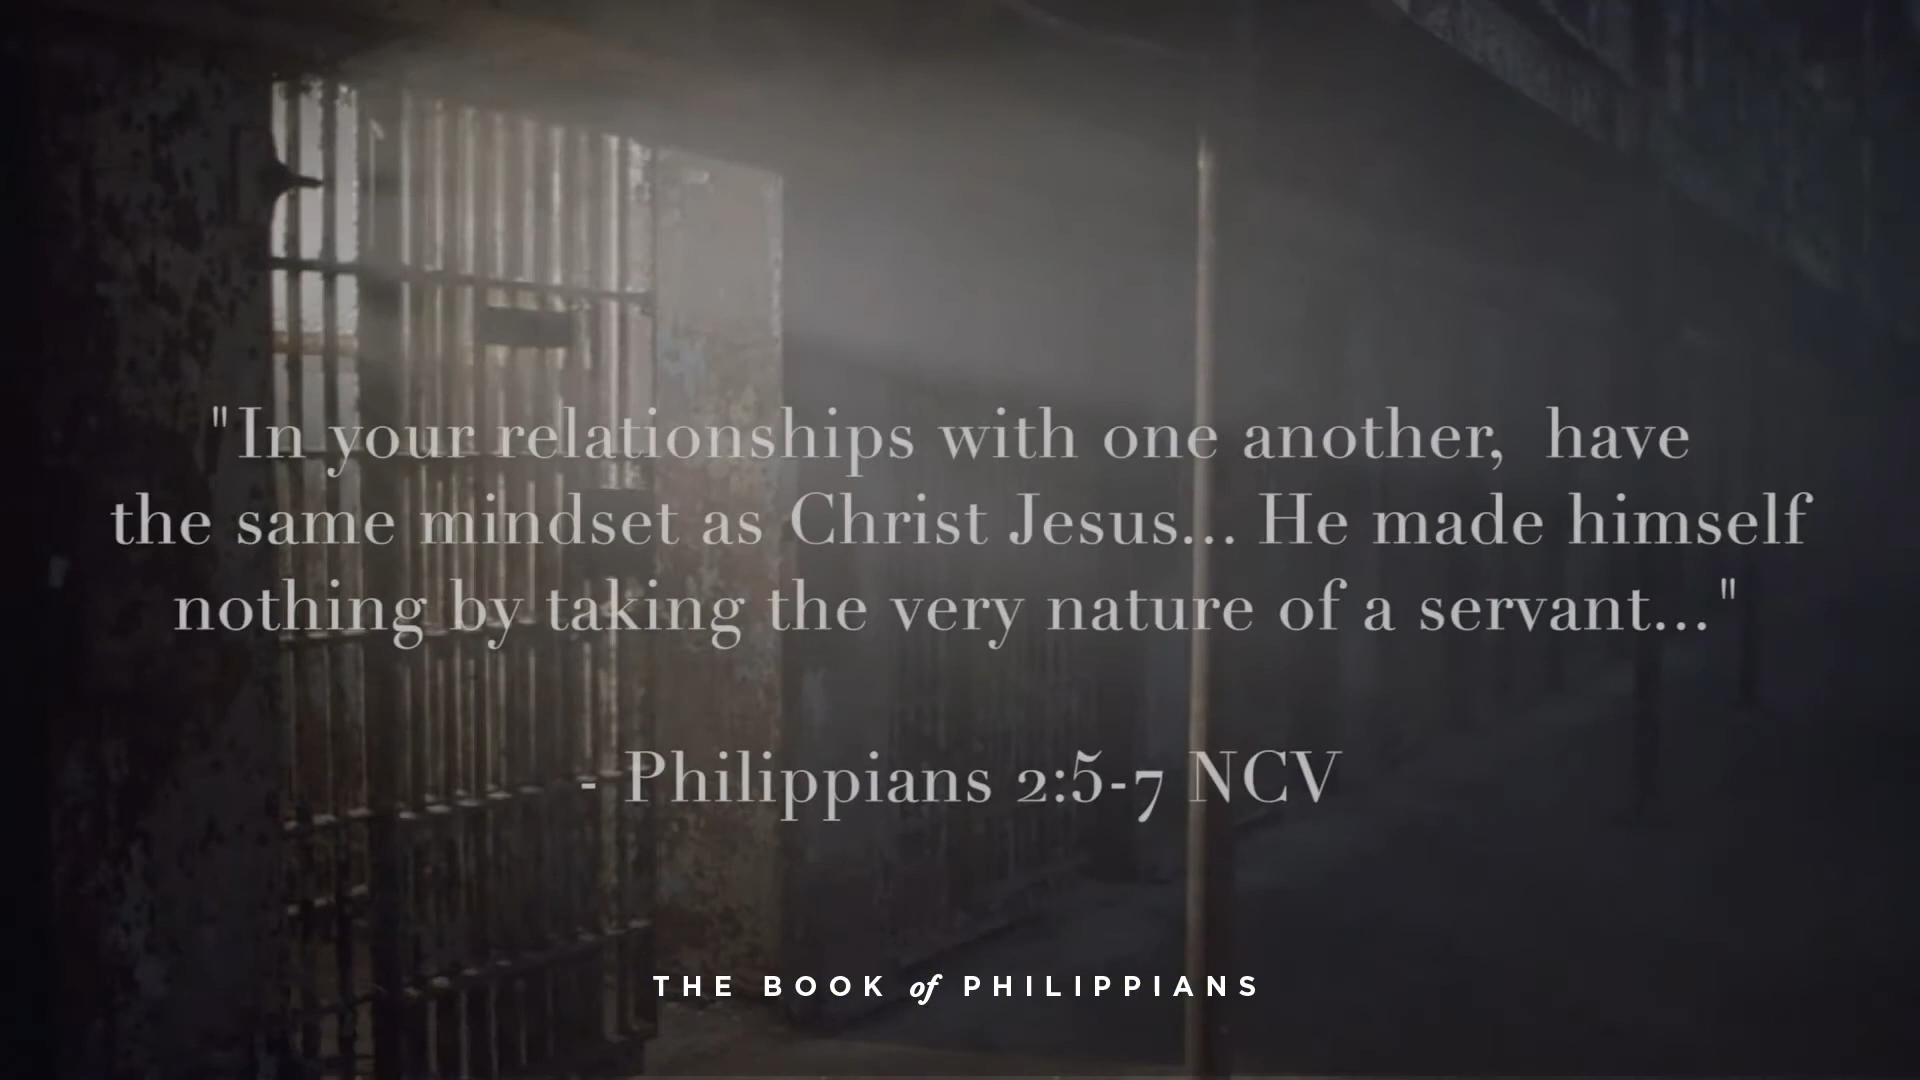 "In your relationships with one another,  have
the same mindset as Christ Jesus... He made himself
nothing by taking the very nature of a servant..."
- Philippians 2:5-7 NCV
THE BOOK of PHILIPPIANS